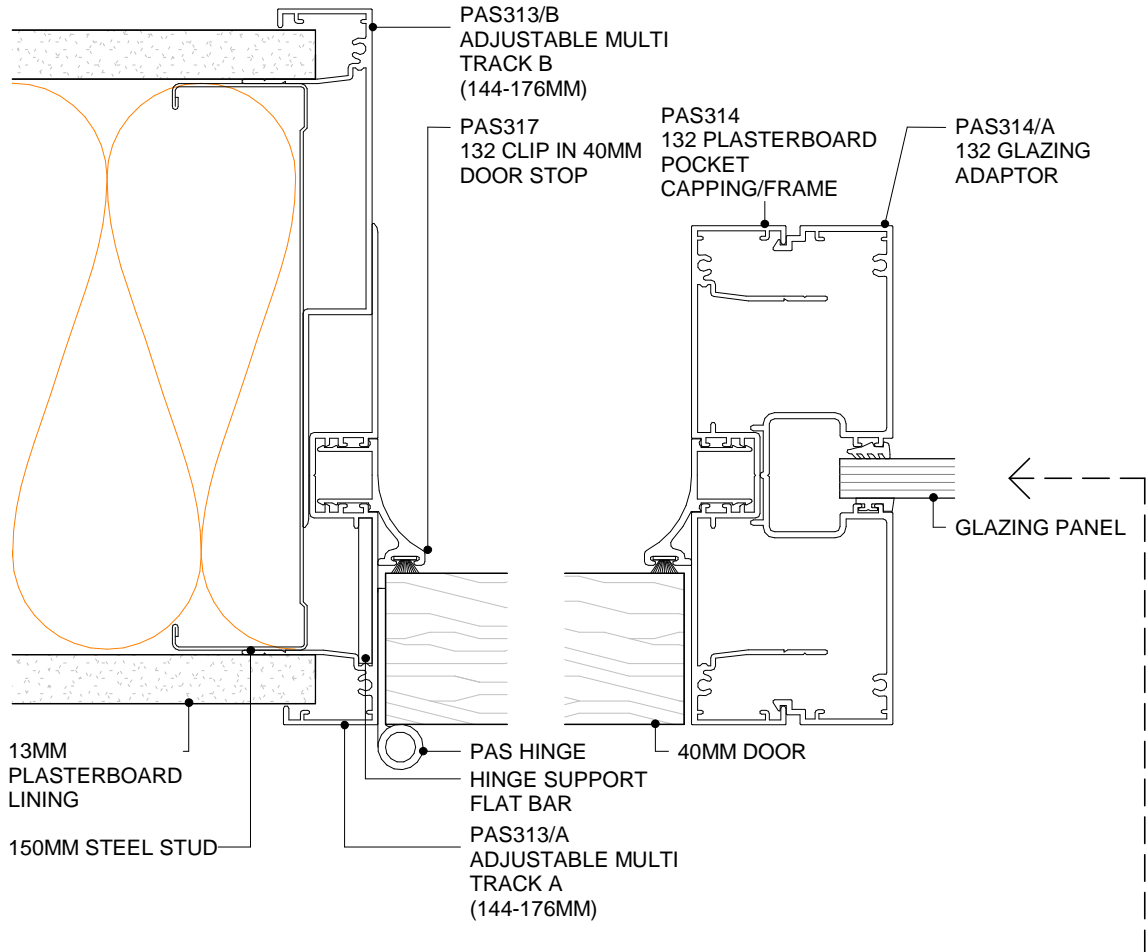 PAS313/B
ADJUSTABLE MULTI
TRACK B
(144-176MM)
PAS317
132 CLIP IN 40MM
DOOR STOP
PAS314
132 PLASTERBOARD
POCKET
CAPPING/FRAME
PAS314/A
132 GLAZING
ADAPTOR
GLAZING PANEL
13MM
PLASTERBOARD
LINING
150MM STEEL STUD
PAS HINGE
HINGE SUPPORT
FLAT BAR
PAS313/A
ADJUSTABLE MULTI
TRACK A
(144-176MM)
40MM DOOR